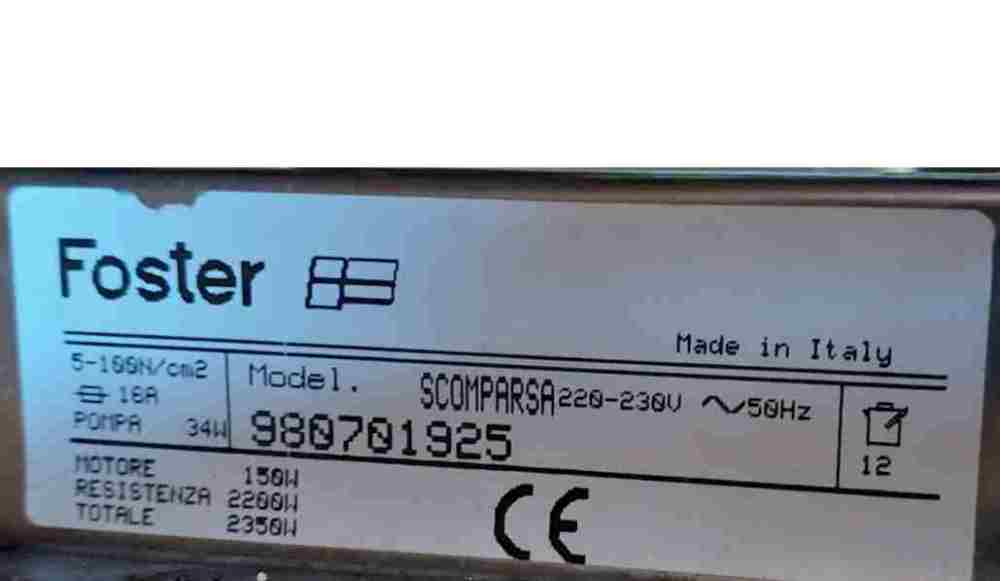 Foster
Made in Italy
5-100N/cm2
16A
POMPA 34W
Model. SCOMPARSA 220-230V 50Hz
980701925
12
MOTORE 150W
RESISTENZA 2200W
TOTALE 2350W
CE